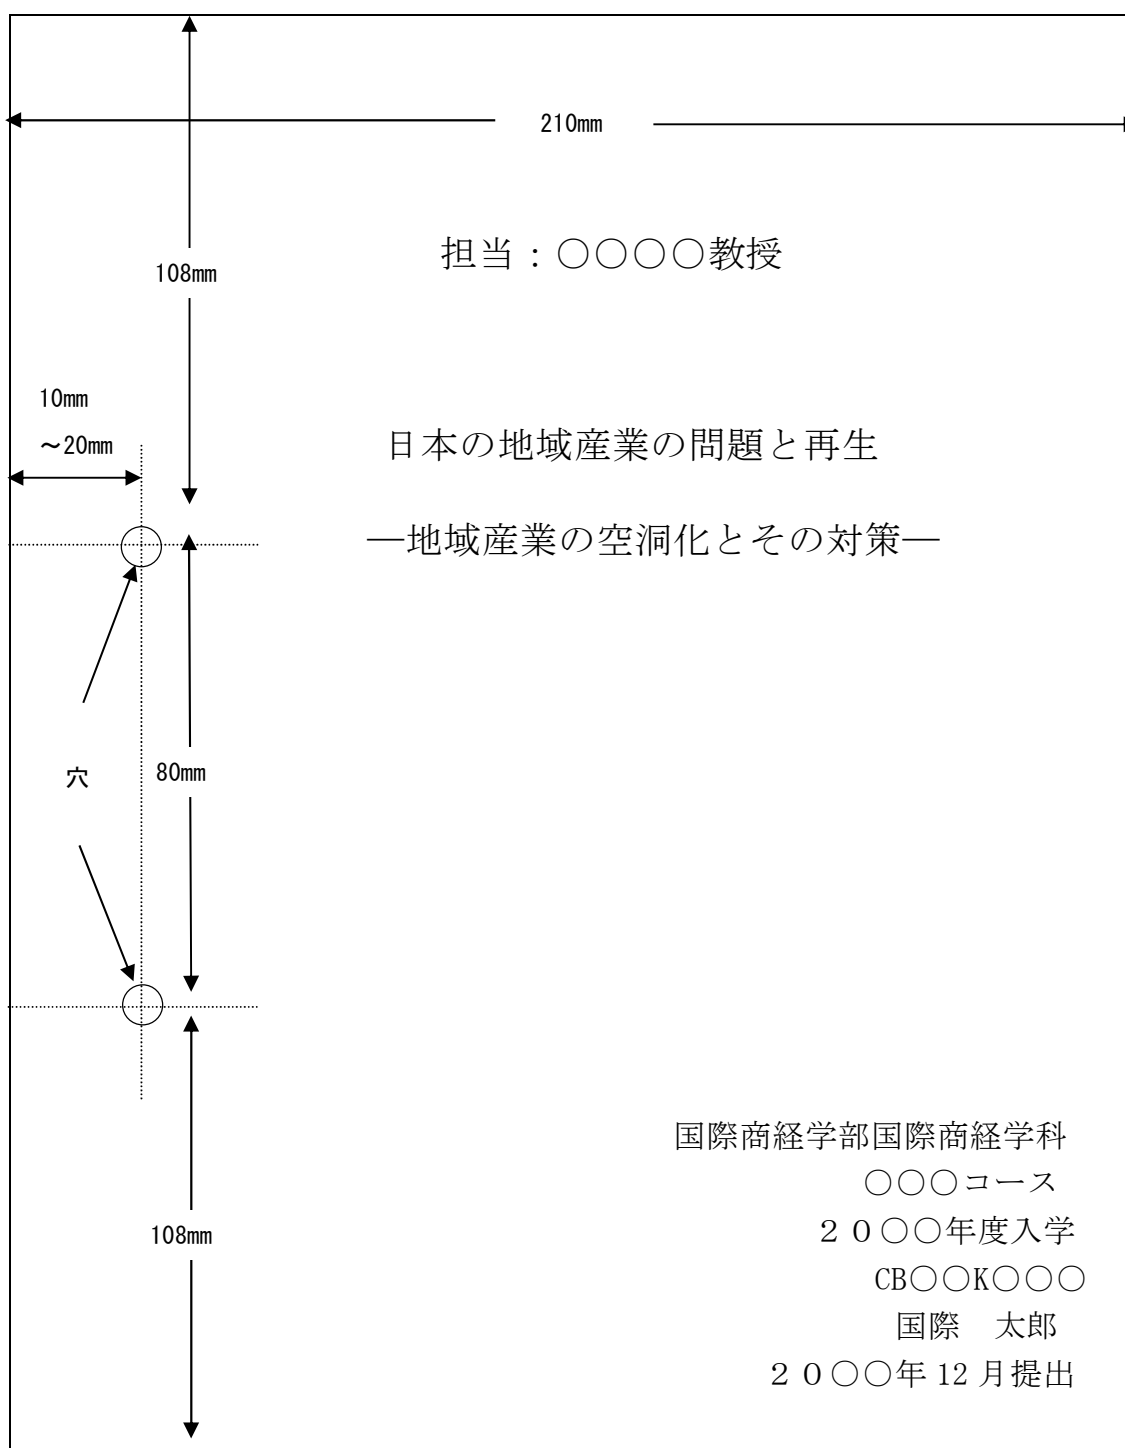 210mm
担当：○○○○教授
108mm
10mm
～20mm
日本の地域産業の問題と再生
―地域産業の空洞化とその対策―
穴
80mm
国際商経学部国際商経学科
○○○コース
２０○○年度入学
108mm
CB○○K○○○
国際　太郎
２０○○年 12 月提出